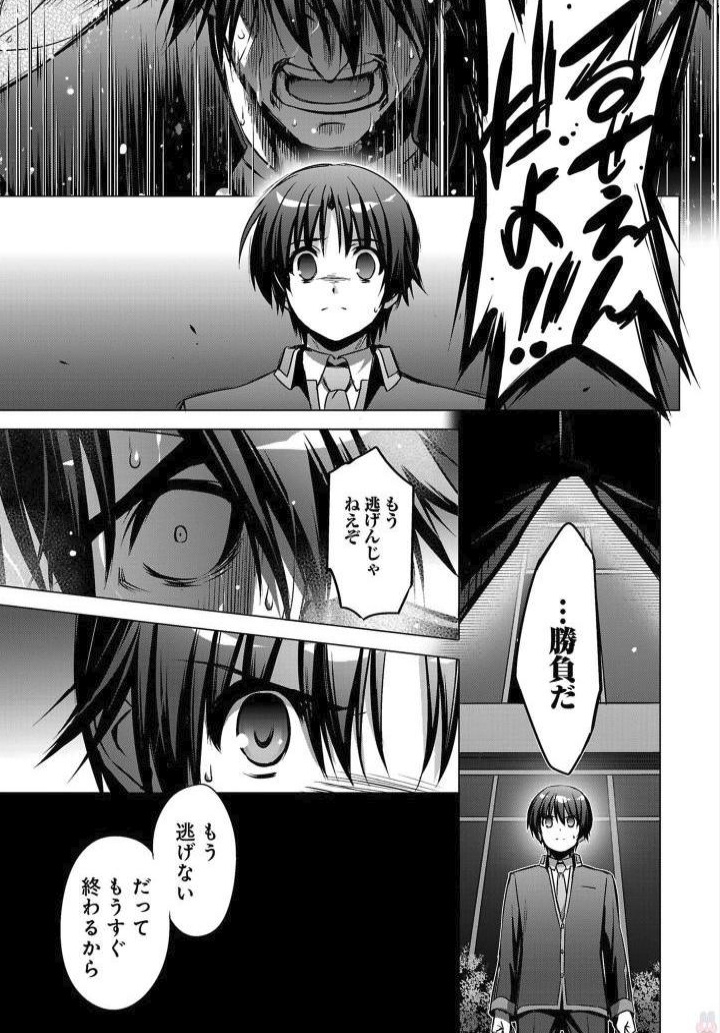 るせえん
だよ!!
…勝負だ
もう
逃げんじゃ
ねえぞ
もう
逃げない
だって
もうすぐ
終わるから